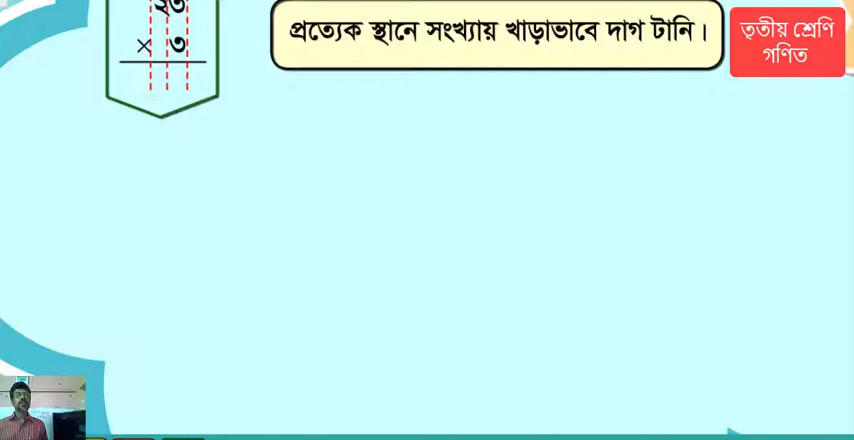 ২৩
× ৩
প্রত্যেক স্থানে সংখ্যায় খাড়াভাবে দাগ টানি।
তৃতীয় শ্রেণি
গণিত